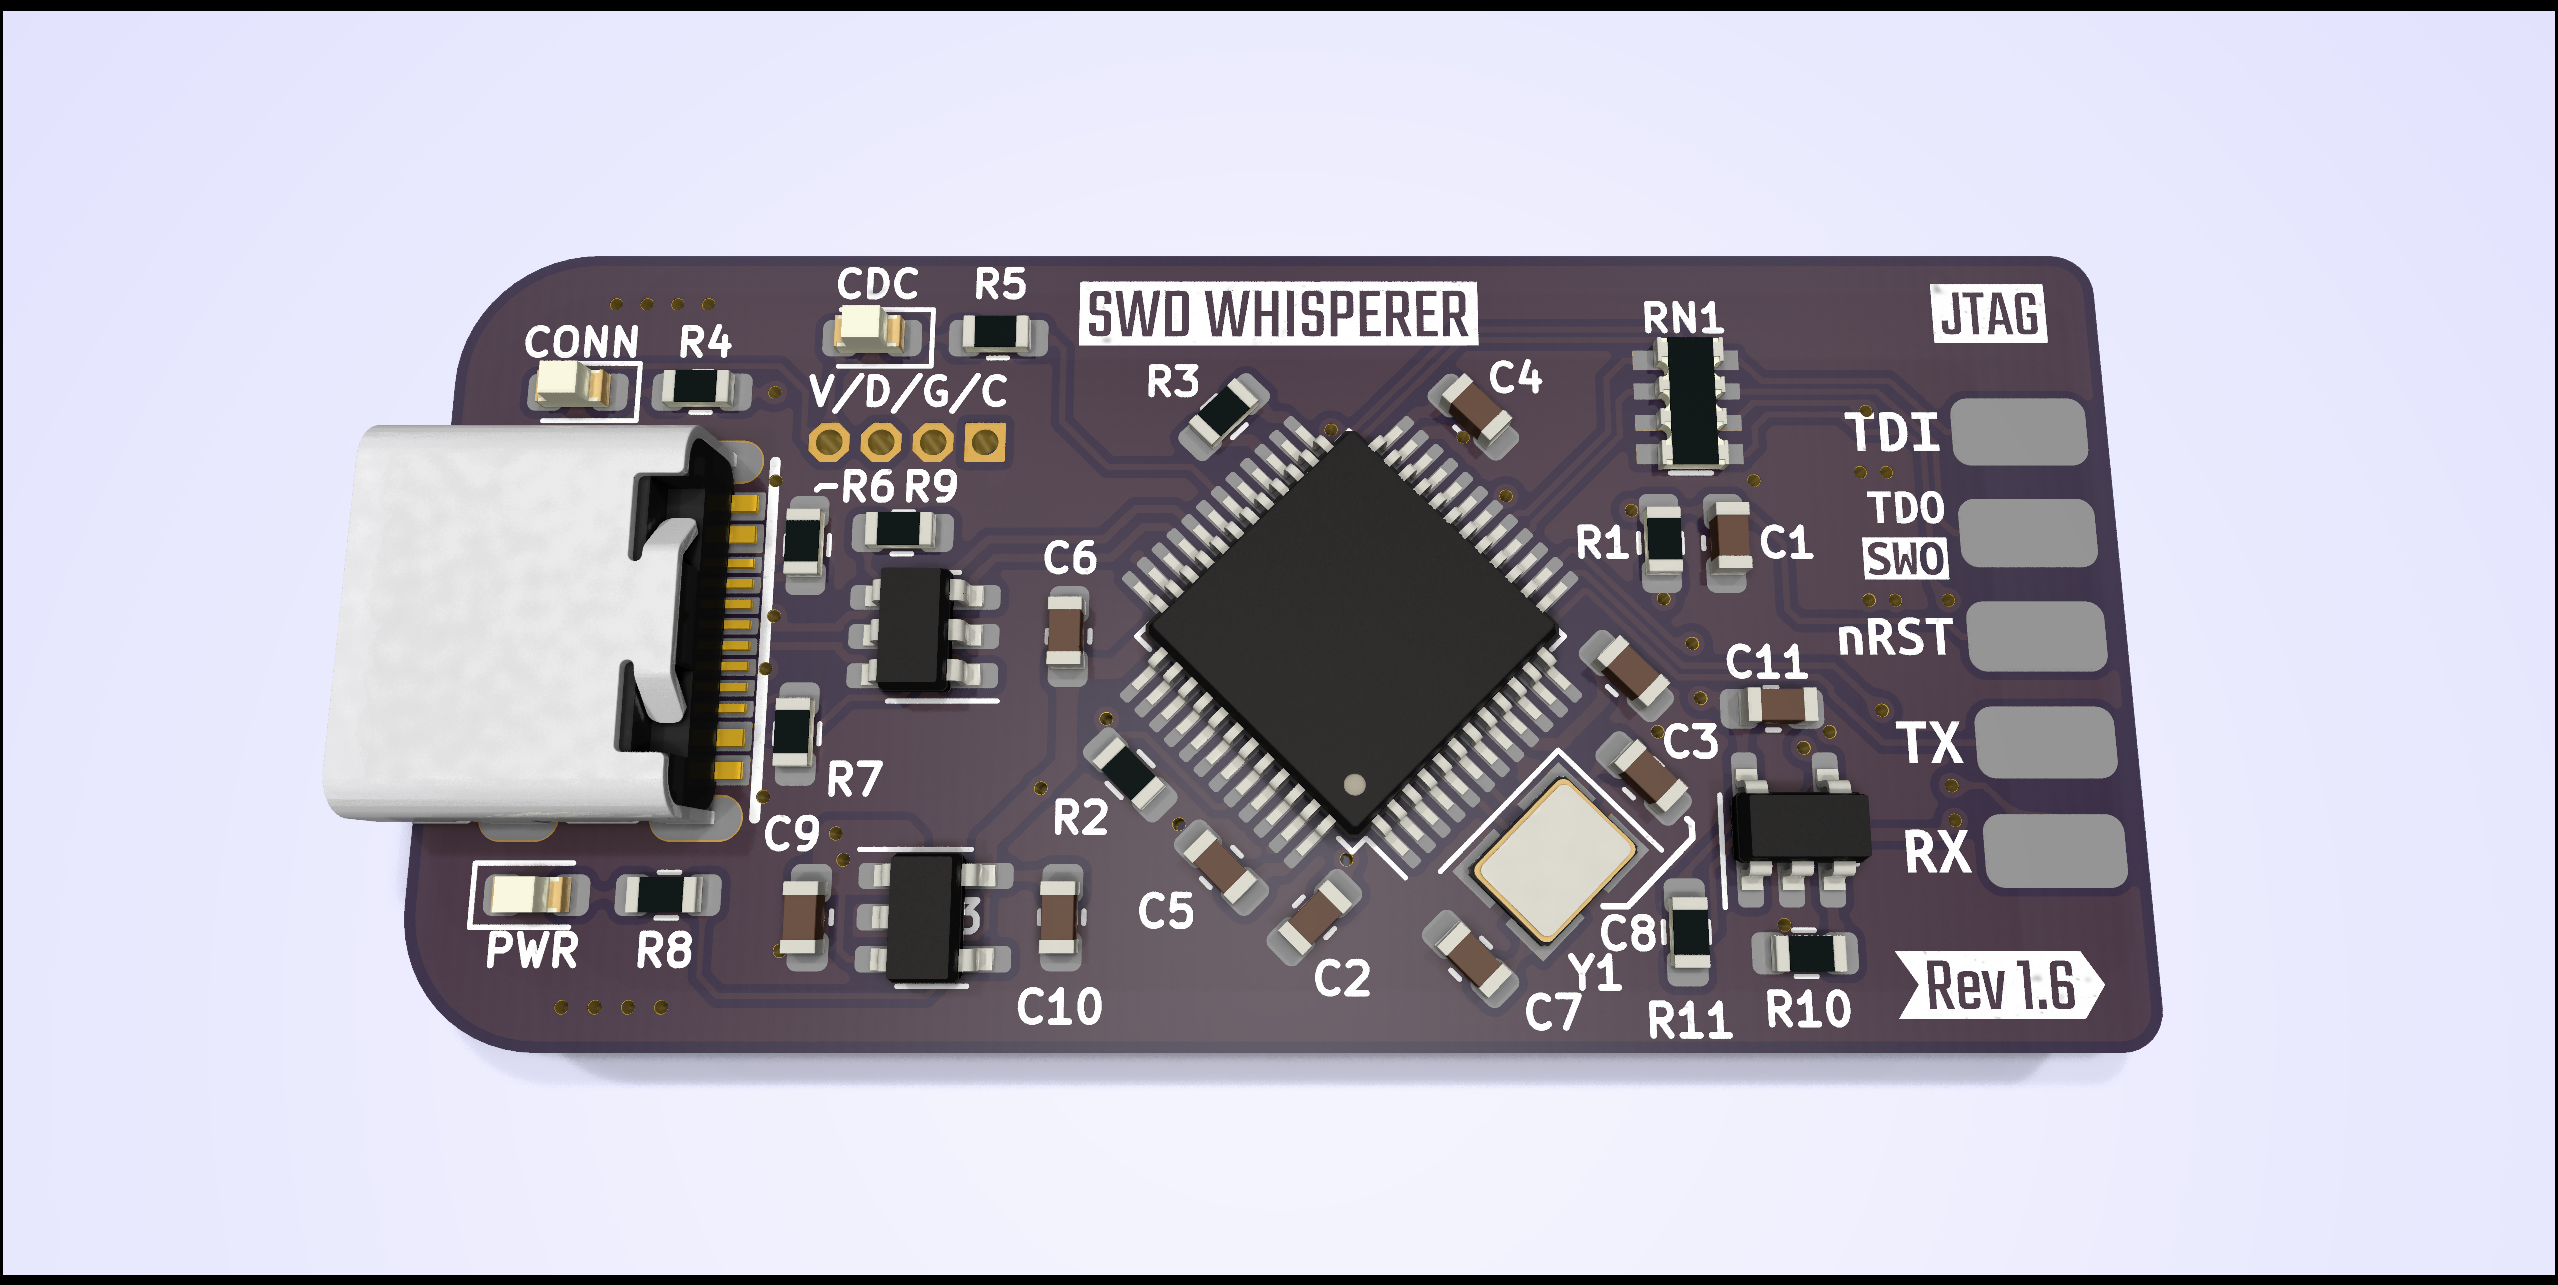 SWD WHISPERER
JTAG
CDC
R5
CONN
R4
RN1
V/D/G/C
R3
C4
TDI
R6
R9
TDO
SWO
C6
R1
C1
nRST
C11
TX
C3
R7
R2
C9
RX
C5
C8
PWR
R8
C2
Y1
C10
C7
R11
R10
Rev 1.6